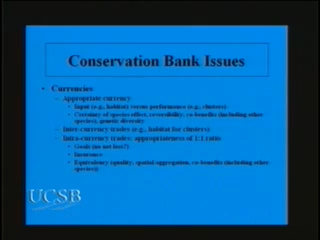 Conservation Bank Issues
• Currencies
– Appropriate currency
• Input (e.g., habitat) versus performance (e.g., clusters)
• Certainty of species effect, reversibility, co-benefits (including other
species), genetic diversity
– Inter-currency trades (e.g., habitat for clusters)
– Intra-currency trades: appropriateness of 1:1 ratio
• Goals (no net loss?)
• Insurance
• Equivalency (quality, spatial aggregation, co-benefits (including other
species))
UCSB